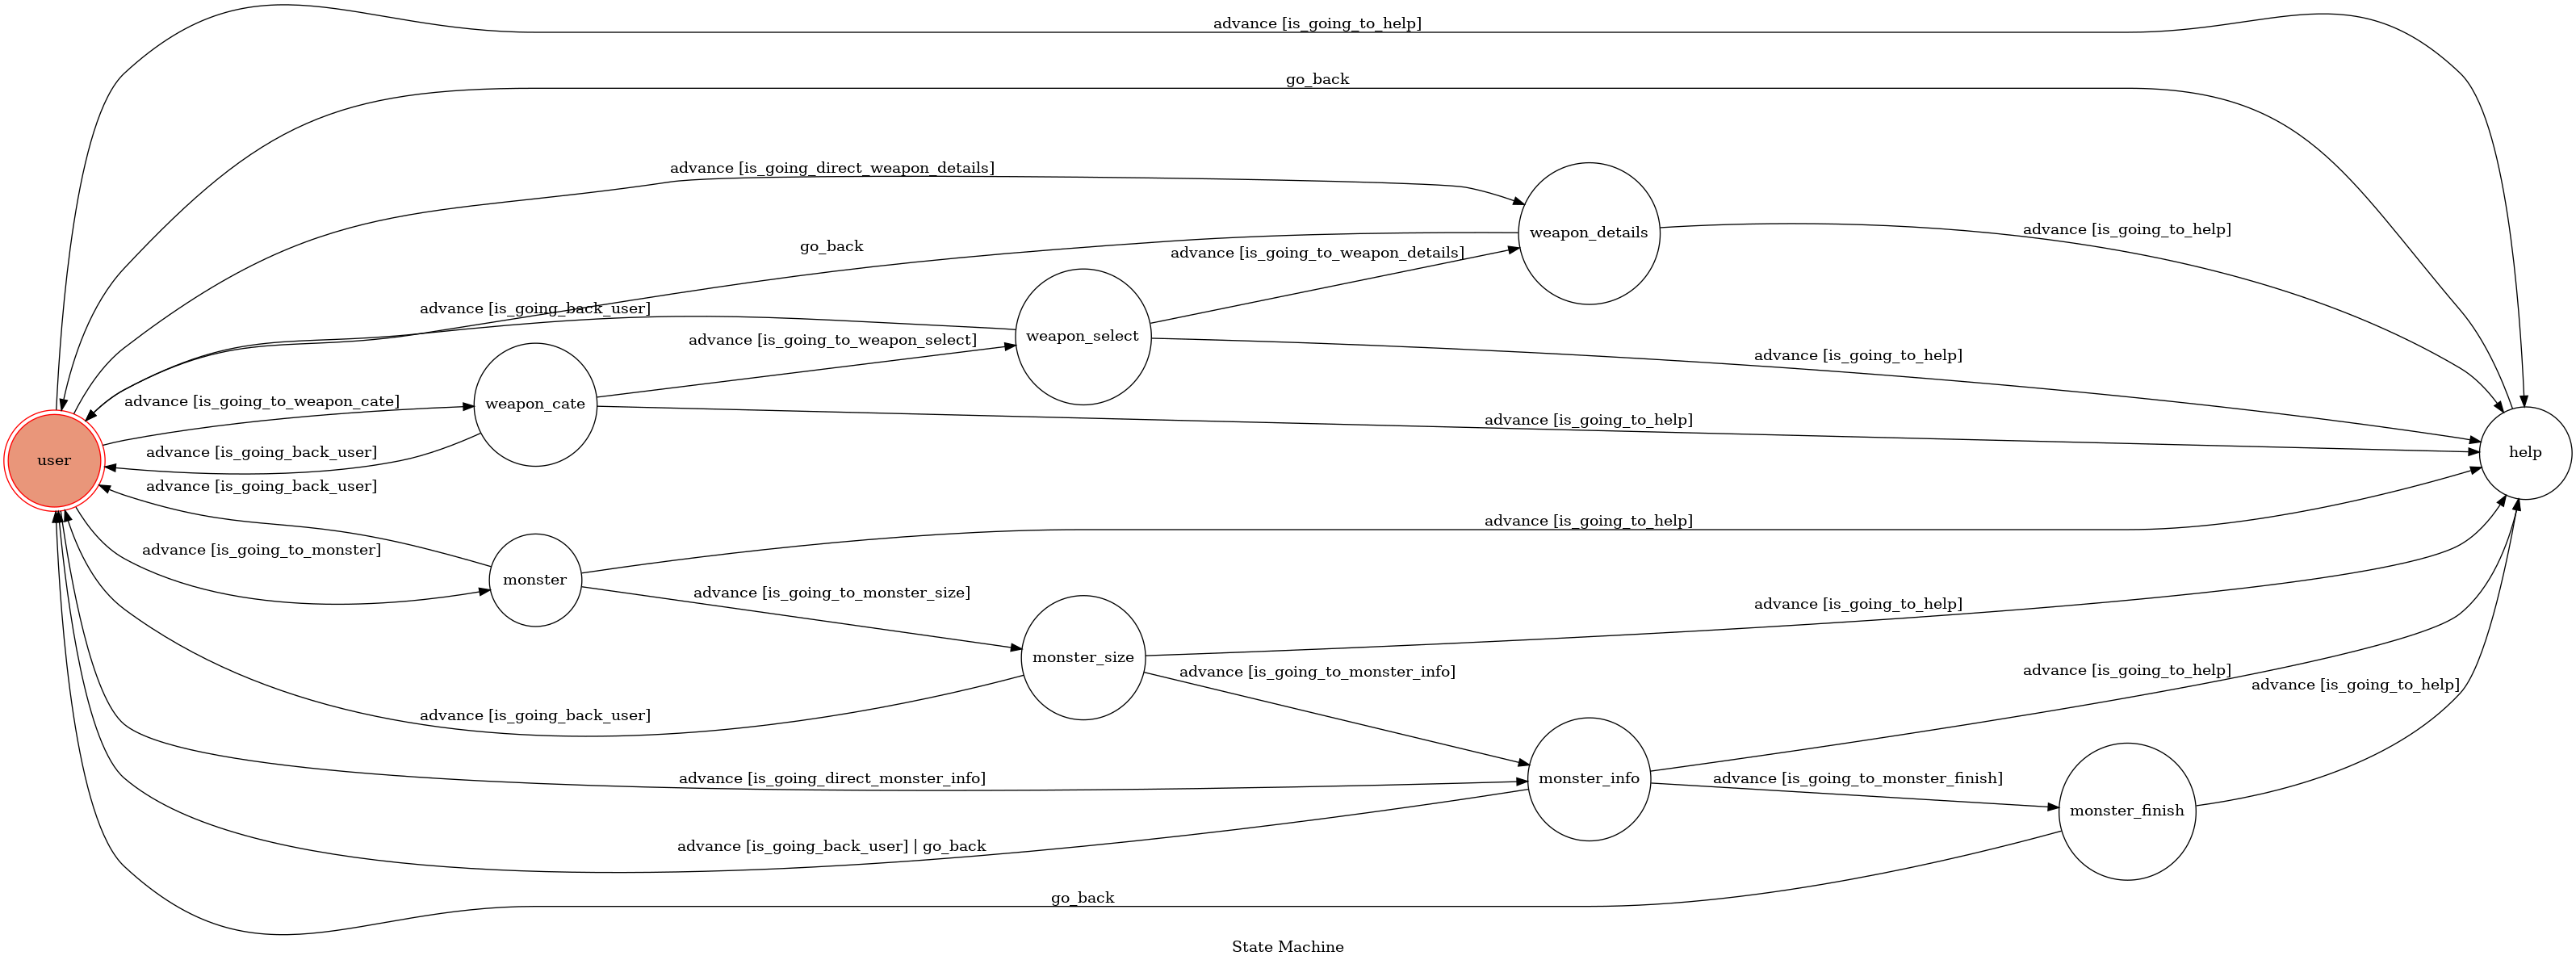 advance [is_going_to_help]
go_back
advance [is_going_direct_weapon_details]
weapon_details
advance [is_going_to_help]
go_back
advance [is_going_to_weapon_details]
advance [is_going_back_user]
weapon_select
advance [is_going_to_weapon_select]
advance [is_going_to_help]
advance [is_going_to_weapon_cate]
weapon_cate
advance [is_going_to_help]
advance [is_going_back_user]
user
help
advance [is_going_back_user]
advance [is_going_to_help]
advance [is_going_to_monster]
monster
advance [is_going_to_monster_size]
advance [is_going_to_help]
monster_size
advance [is_going_to_monster_info]
advance [is_going_to_help]
advance [is_going_to_help]
advance [is_going_back_user]
advance [is_going_direct_monster_info]
monster_info
advance [is_going_to_monster_finish]
monster_finish
advance [is_going_back_user] | go_back
go_back
State Machine